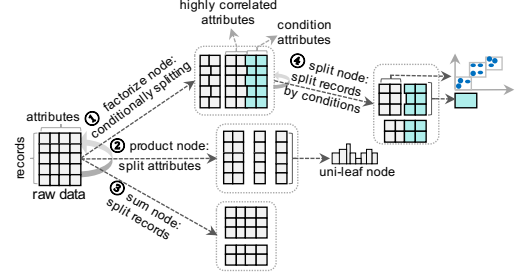 highly correlated
attributes
condition
attributes
① factorize node:
conditionally splitting
④ split node:
split records
by conditions
attributes
records
raw data
② product node:
split attributes
uni-leaf node
③ sum node:
split records